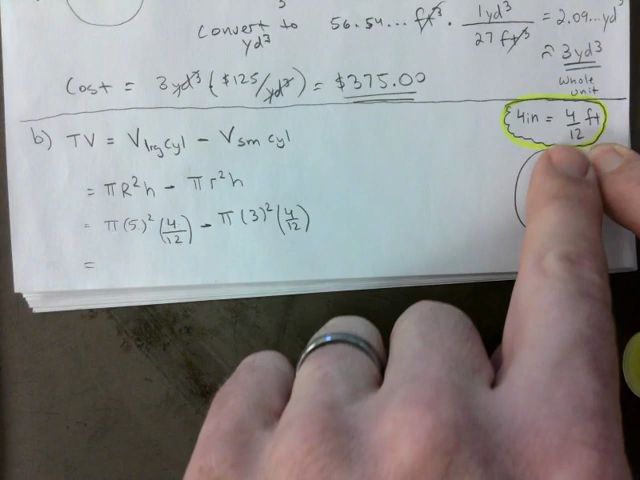 3
Convert to 56.54... ft³ · 1yd³/27 ft³ = 2.09...yd³
yd³
≈ 3yd³
whole
unit
Cost = 3yd³ ($125/yd³) = $375.00
4in = 4/12 ft
b) TV = V lrg cyl - V sm cyl
= πR²h - πr²h
= π(5)²(4/12) - π(3)²(4/12)
=